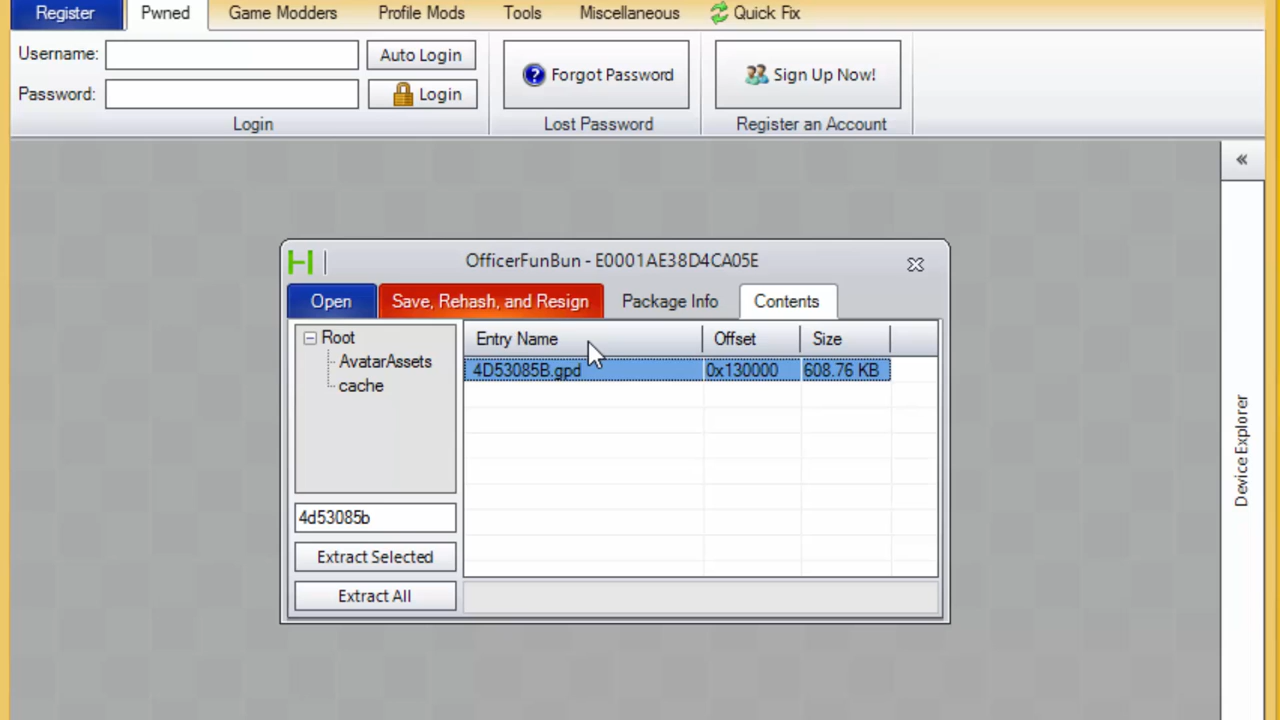 Register Pwned Game Modders Profile Mods Tools Miscellaneous Quick Fix
Username: Auto Login
Password: Login
Forgot Password
Sign Up Now!
Login Lost Password Register an Account
«
OfficerFunBun - E0001AE38D4CA05E
Open Save, Rehash, and Resign Package Info Contents
Root
AvatarAssets
cache
Entry Name Offset Size
4D53085B.gpd 0x130000 608.76 KB
4d53085b
Extract Selected
Extract All
Device Explorer